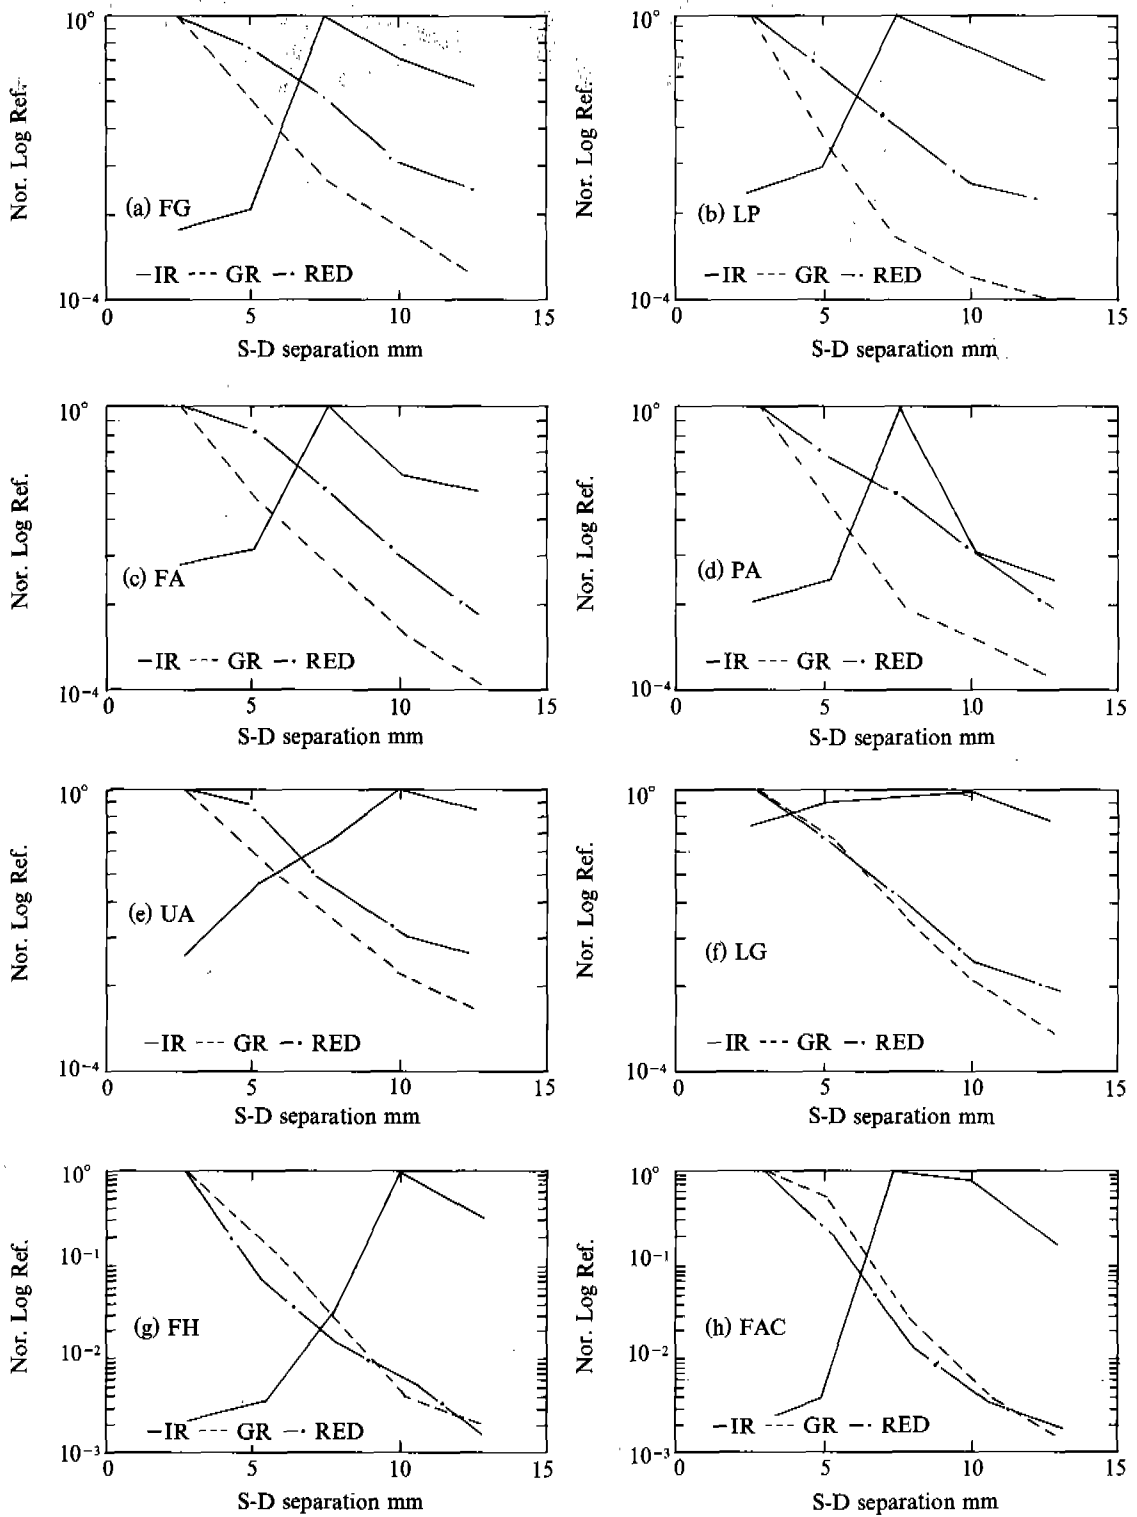 10°
Nor. Log Ref.
(a) FG
—IR --- GR —· RED
10⁻⁴
0 5 10 15
S-D separation mm
10°
Nor. Log Ref.
(b) LP
—IR --- GR —· RED
10⁻⁴
0 5 10 15
S-D separation mm
10°
Nor. Log Ref.
(c) FA
—IR --- GR —· RED
10⁻⁴
0 5 10 15
S-D separation mm
10°
Nor. Log Ref.
(d) PA
—IR --- GR —· RED
10⁻⁴
0 5 10 15
S-D separation mm
10°
Nor. Log Ref.
(e) UA
—IR --- GR —· RED
10⁻⁴
0 5 10 15
S-D separation mm
10°
Nor. Log Ref.
(f) LG
—IR --- GR —· RED
10⁻⁴
0 5 10 15
S-D separation mm
10°
10⁻¹
Nor. Log Ref.
(g) FH
10⁻²
—IR --- GR —· RED
10⁻³
0 5 10 15
S-D separation mm
10°
10⁻¹
Nor. Log Ref.
(h) FAC
10⁻²
—IR --- GR —· RED
10⁻³
0 5 10 15
S-D separation mm